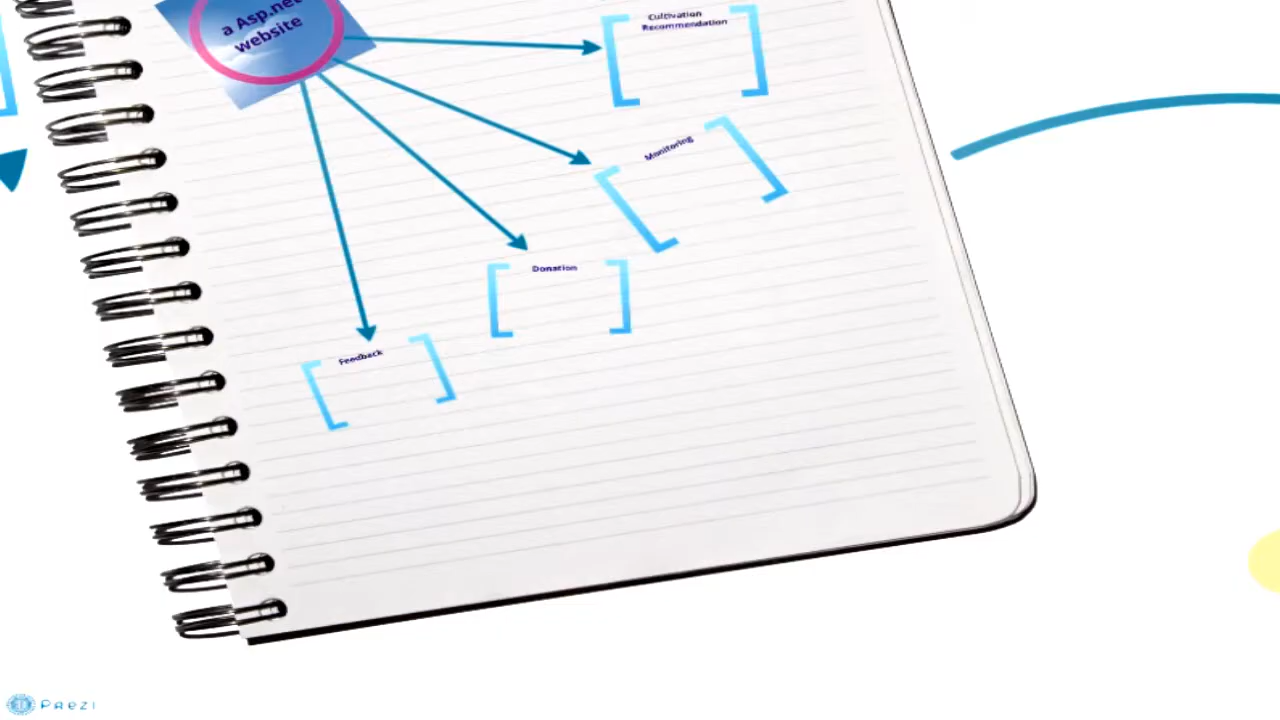 a Asp.net
website
Cultivation
Recommendation
Monitoring
Donation
Feedback
Prezi